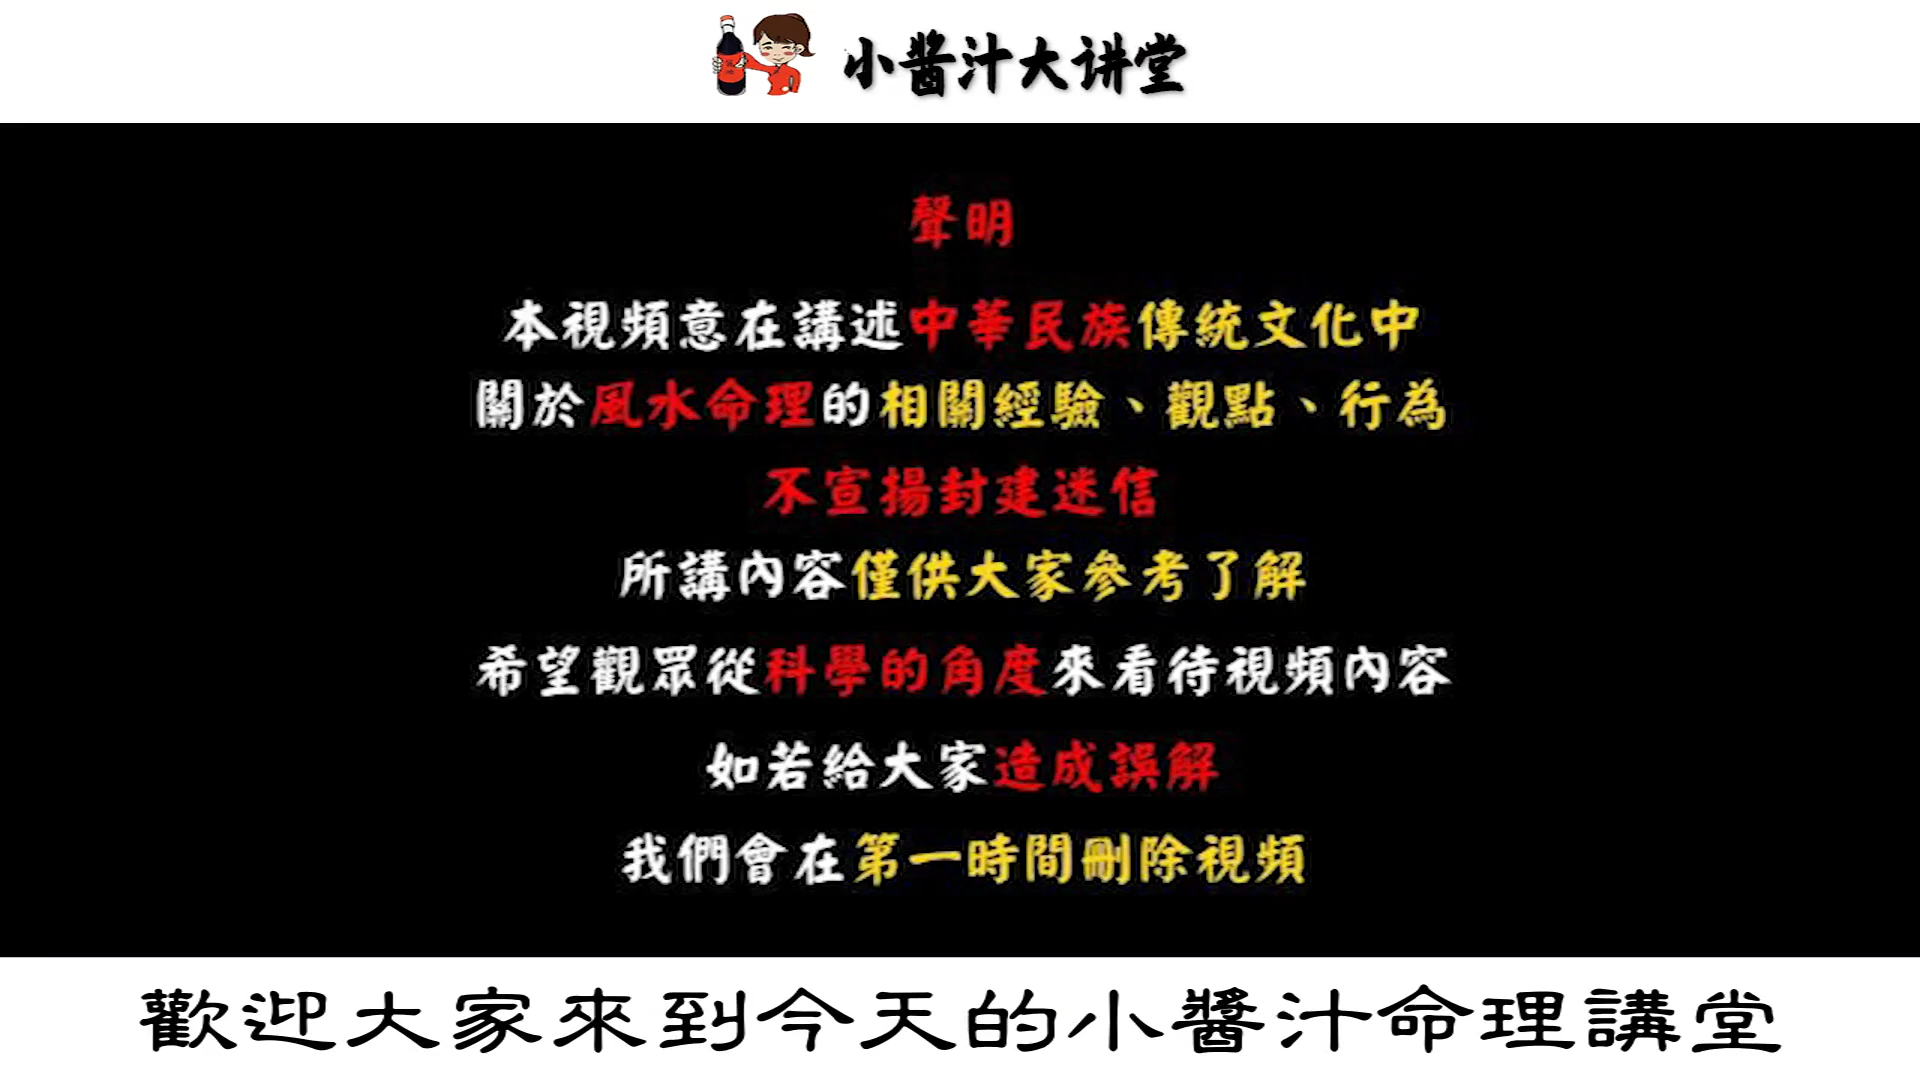 小酱汁大讲堂
聲明
本視頻意在講述中華民族傳統文化中
關於風水命理的相關經驗、觀點、行為
不宣揚封建迷信
所講內容僅供大家參考了解
希望觀眾從科學的角度來看待視頻內容
如若給大家造成誤解
我們會在第一時間刪除視頻
歡迎大家來到今天的小醬汁命理講堂